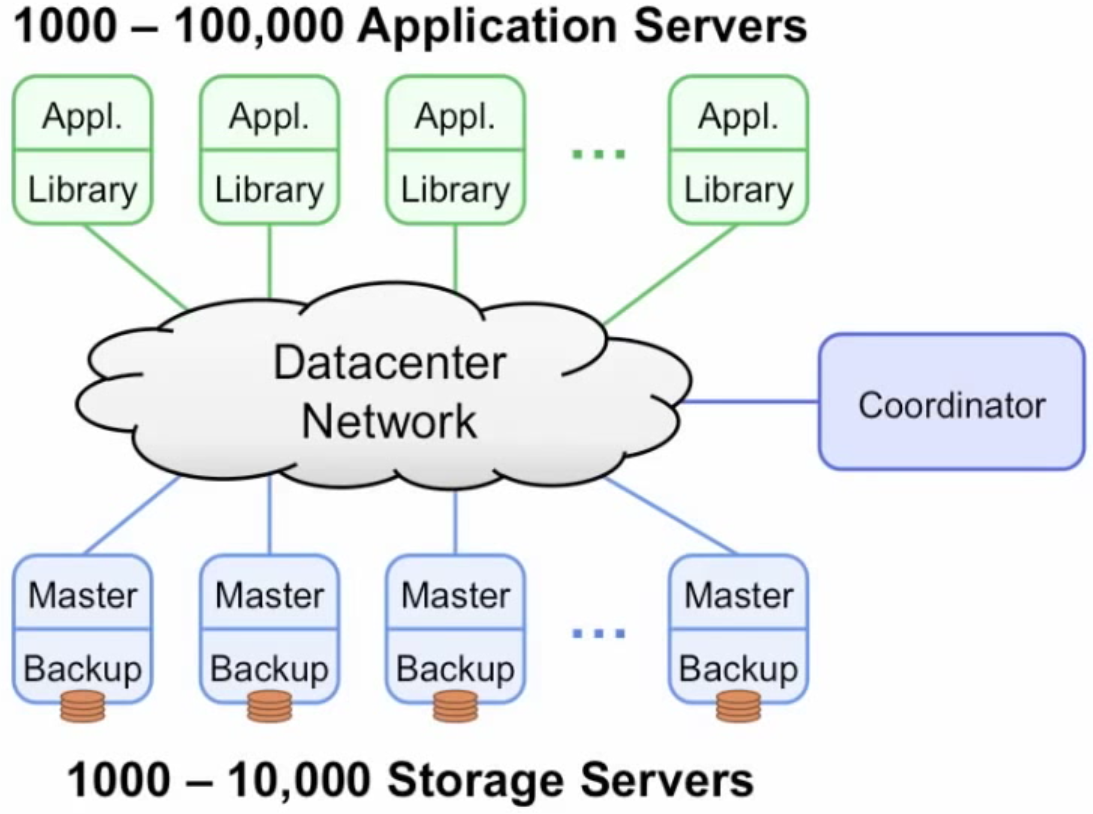 1000 – 100,000 Application Servers
Appl. Appl. Appl. ... Appl.
Library Library Library Library
Datacenter
Network
Coordinator
Master Master Master ... Master
Backup Backup Backup Backup
1000 – 10,000 Storage Servers